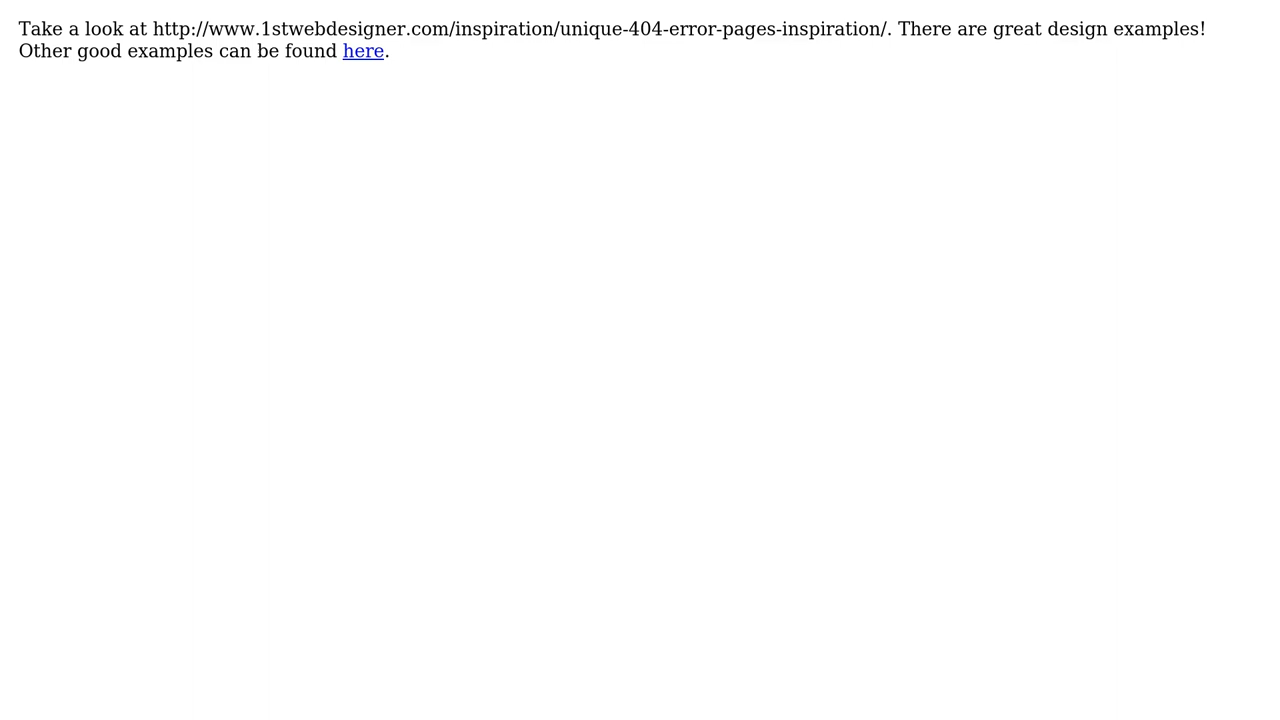 Take a look at http://www.1stwebdesigner.com/inspiration/unique-404-error-pages-inspiration/. There are great design examples!
Other good examples can be found here.